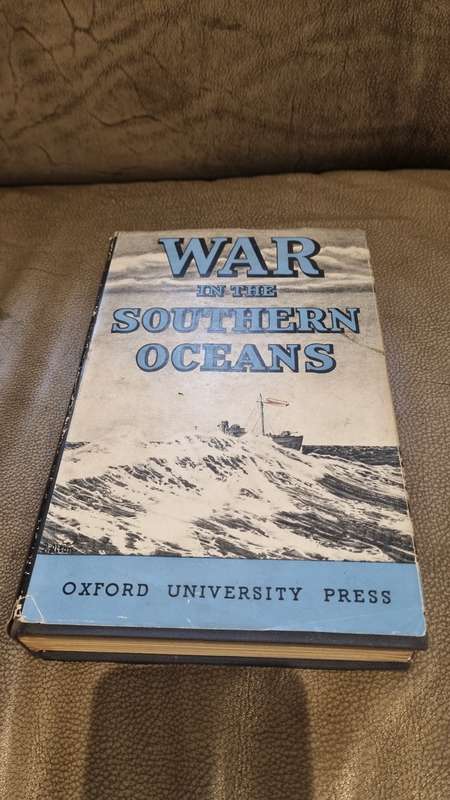 WAR
IN THE
SOUTHERN
OCEANS
OXFORD UNIVERSITY PRESS